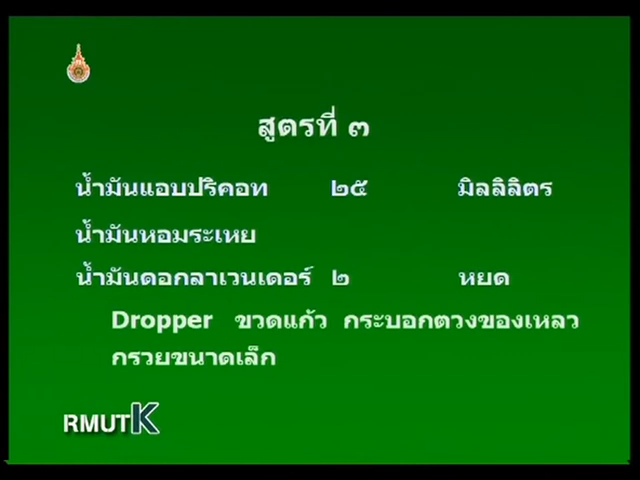 สูตรที่ ๓
น้ำมันแอบปริคอท ๒๕ มิลลิลิตร
น้ำมันหอมระเหย
น้ำมันดอกลาเวนเดอร์ ๒ หยด
Dropper ขวดแก้ว กระบอกตวงของเหลว
กรวยขนาดเล็ก
RMUTK